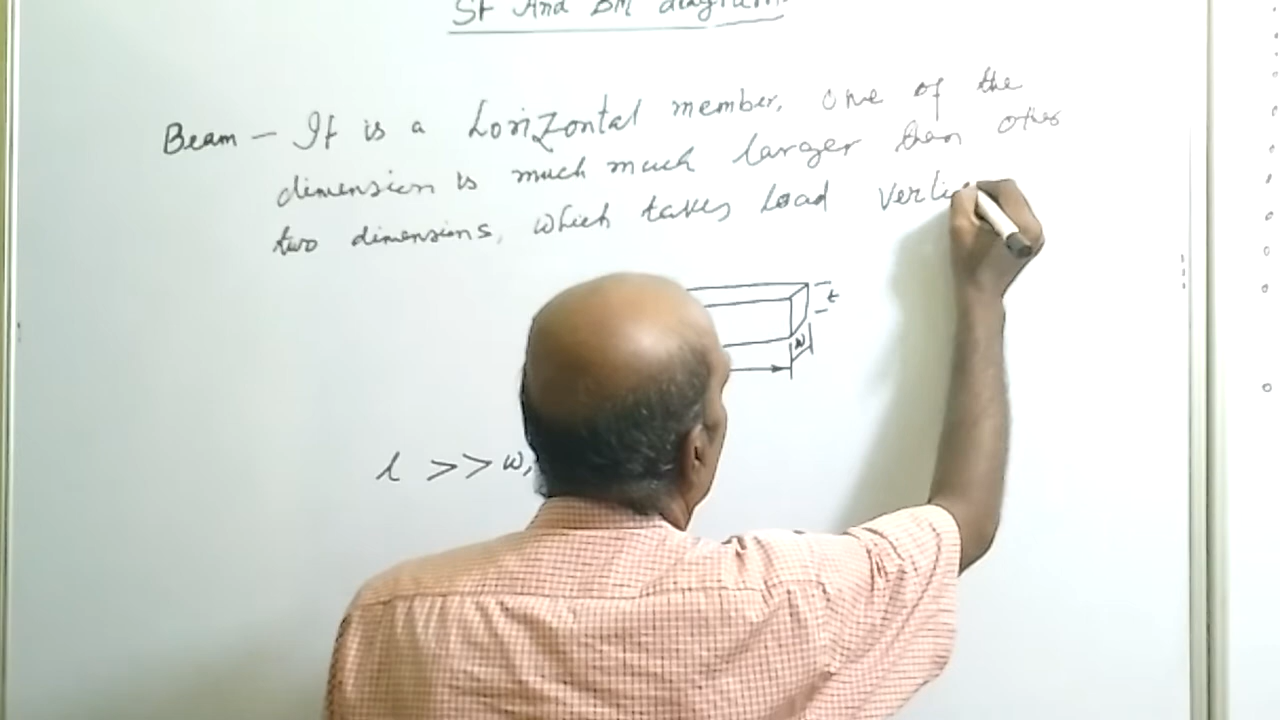 SF And BM diagram
Beam – It is a horizontal member, one of the
dimension is much much larger than other
two dimensions, which takes load verti
t
w
l >> w,